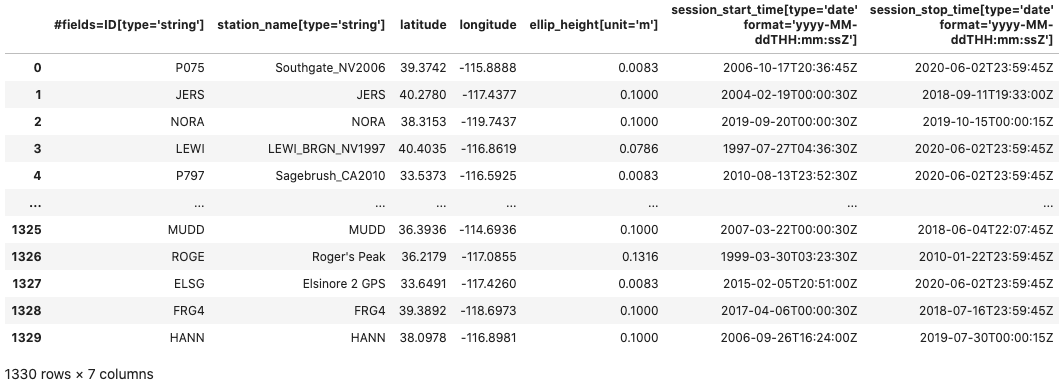 #fields=ID[type='string'] station_name[type='string'] latitude longitude ellip_height[unit='m'] session_start_time[type='date' format='yyyy-MM-ddTHH:mm:ssZ'] session_stop_time[type='date' format='yyyy-MM-ddTHH:mm:ssZ']
0 P075 Southgate_NV2006 39.3742 -115.8888 0.0083 2006-10-17T20:36:45Z 2020-06-02T23:59:45Z
1 JERS JERS 40.2780 -117.4377 0.1000 2004-02-19T00:00:30Z 2018-09-11T19:33:00Z
2 NORA NORA 38.3153 -119.7437 0.1000 2019-09-20T00:00:30Z 2019-10-15T00:00:15Z
3 LEWI LEWI_BRGN_NV1997 40.4035 -116.8619 0.0786 1997-07-27T04:36:30Z 2020-06-02T23:59:45Z
4 P797 Sagebrush_CA2010 33.5373 -116.5925 0.0083 2010-08-13T23:52:30Z 2020-06-02T23:59:45Z
... ... ... ... ... ... ... ...
1325 MUDD MUDD 36.3936 -114.6936 0.1000 2007-03-22T00:00:30Z 2018-06-04T22:07:45Z
1326 ROGE Roger's Peak 36.2179 -117.0855 0.1316 1999-03-30T03:23:30Z 2010-01-22T23:59:45Z
1327 ELSG Elsinore 2 GPS 33.6491 -117.4260 0.0083 2015-02-05T20:51:00Z 2020-06-02T23:59:45Z
1328 FRG4 FRG4 39.3892 -118.6973 0.1000 2017-04-06T00:00:30Z 2018-07-16T23:59:45Z
1329 HANN HANN 38.0978 -116.8981 0.1000 2006-09-26T16:24:00Z 2019-07-30T00:00:15Z
1330 rows × 7 columns